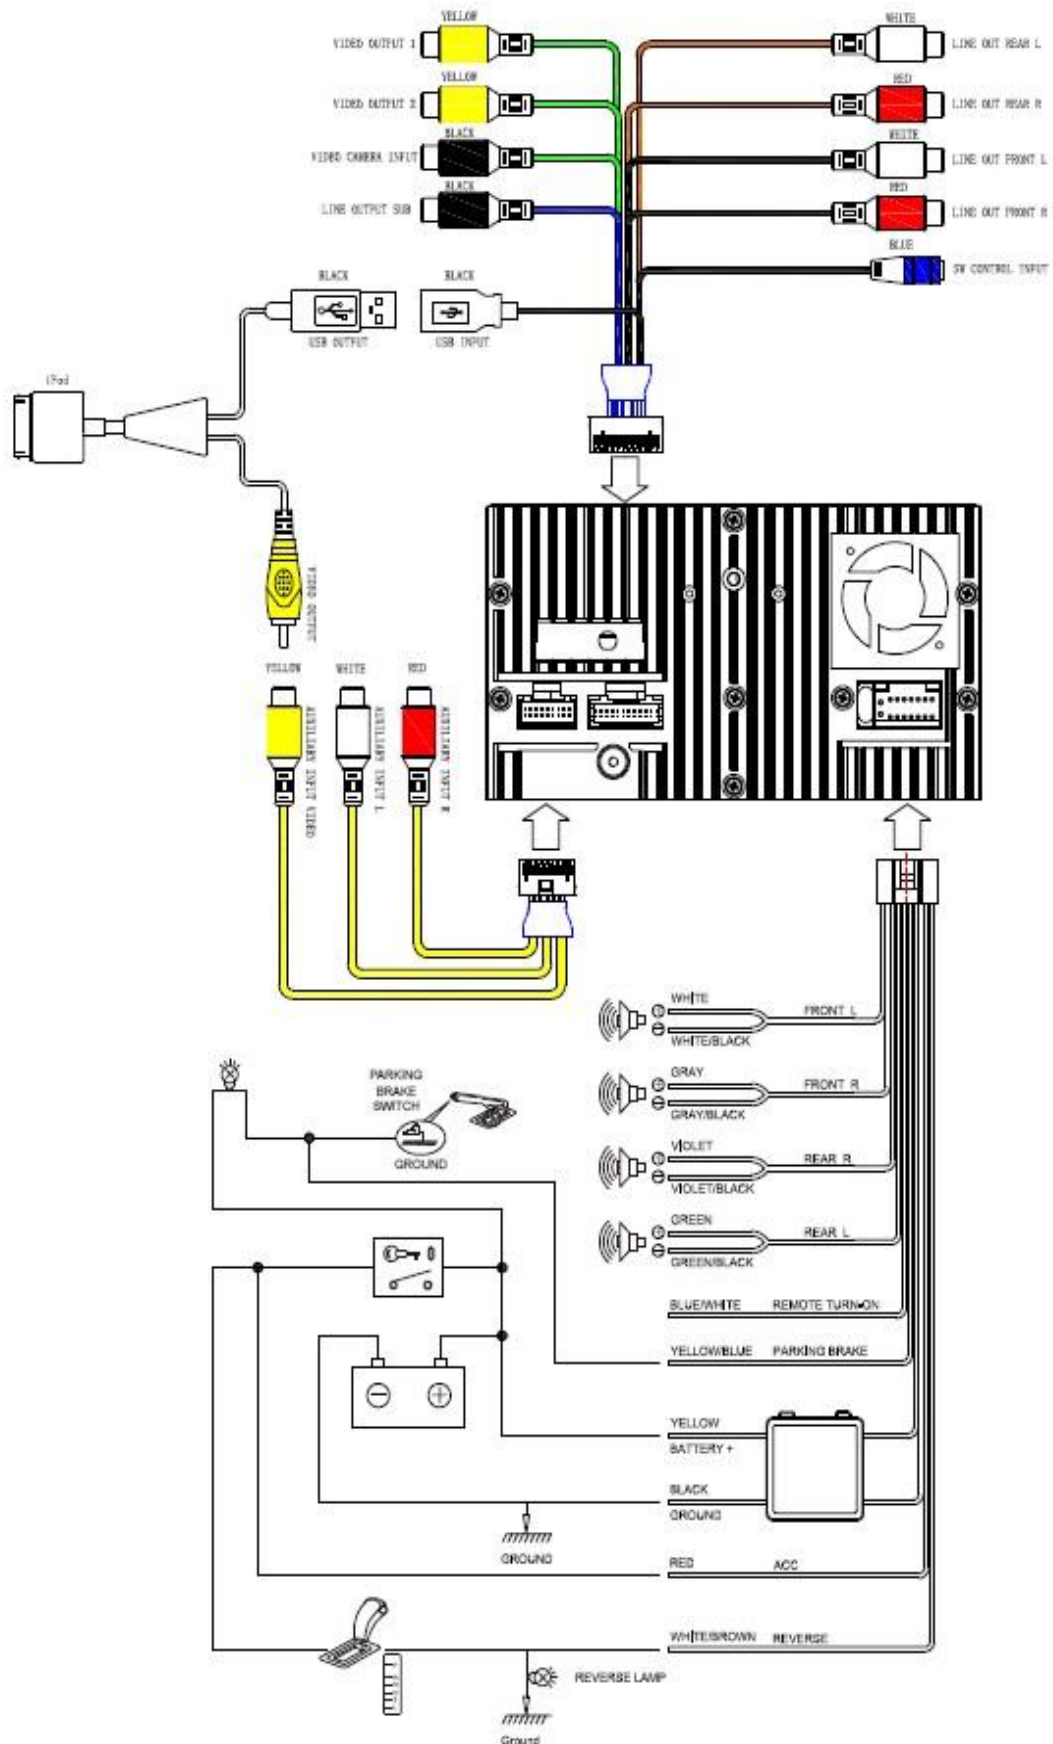 YELLOW
VIDEO OUTPUT 1
WHITE
LINE OUT REAR L
YELLOW
VIDEO OUTPUT 2
RED
LINE OUT REAR R
BLACK
VIDEO CAMERA INPUT
WHITE
LINE OUT FRONT L
BLACK
LINE OUTPUT SUB
RED
LINE OUT FRONT R
BLUE
SW CONTROL INPUT
BLACK
USB OUTPUT
BLACK
USB INPUT
iPod
VIDEO OUTPUT
YELLOW
WHITE
RED
AUXILIARY INPUT VIDEO
AUXILIARY INPUT L
AUXILIARY INPUT R
WHITE
FRONT L
WHITE/BLACK
PARKING
BRAKE
SWITCH
GROUND
GRAY
FRONT R
GRAY/BLACK
VIOLET
REAR R
VIOLET/BLACK
GREEN
REAR L
GREEN/BLACK
BLUE/WHITE REMOTE TURN-ON
YELLOW/BLUE PARKING BRAKE
YELLOW
BATTERY +
BLACK
GROUND
GROUND
RED ACC
WHITE/BROWN REVERSE
REVERSE LAMP
Ground